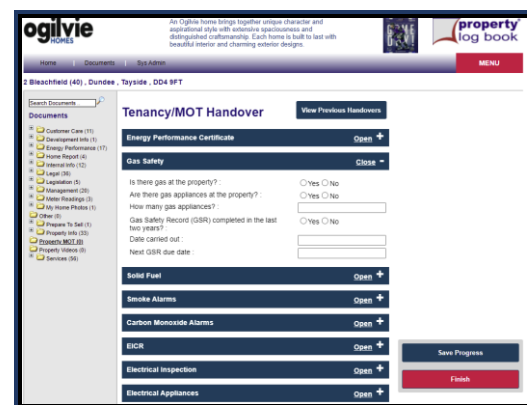 ogilvie
HOMES
An Ogilvie home brings together unique character and
aspirational style with extensive spaciousness and
distinguished craftsmanship. Each home is built to last with
beautiful interior and charming exterior designs.
property
log book
Home Documents Sys Admin
MENU
2 Bleachfield (40) , Dundee , Tayside , DD4 9FT
Search Documents
Documents
Customer Care (11)
Development Info (1)
Energy Performance (17)
Home Report (4)
Internal Info (12)
Legal (39)
Legislation (5)
Management (29)
Meter Readings (3)
My Home Photos (1)
Other (8)
Prepare To Sell (1)
Property Info (33)
Property MOT (0)
Property Videos (0)
Services (58)
Tenancy/MOT Handover
View Previous Handovers
Energy Performance Certificate Open +
Gas Safety Close -
Is there gas at the property? : Yes No
Are there gas appliances at the property? : Yes No
How many gas appliances? :
Gas Safety Record (GSR) completed in the last
two years? : Yes No
Date carried out :
Next GSR due date :
Solid Fuel Open +
Smoke Alarms Open +
Carbon Monoxide Alarms Open +
EICR Open +
Electrical Inspection Open +
Electrical Appliances Open +
Save Progress
Finish